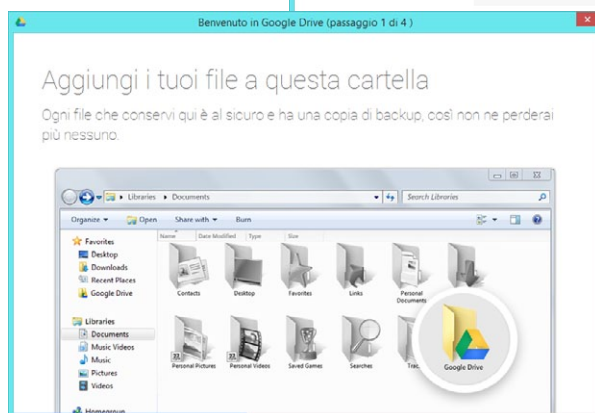 Benvenuto in Google Drive (passaggio 1 di 4 )
Aggiungi i tuoi file a questa cartella
Ogni file che conservi qui è al sicuro e ha una copia di backup, così non ne perderai
più nessuno.
Libraries Documents Search Libraries
Organize Open Share with Burn
Name Date Modified Type Size
Favorites
Desktop
Downloads
Recent Places
Google Drive
Libraries
Documents
Music Videos
Music
Pictures
Videos
Homegroup
Contacts Desktop Favorites Links Personal
Documents
Personal Pictures Personal Videos Saved Games Searches Google Drive